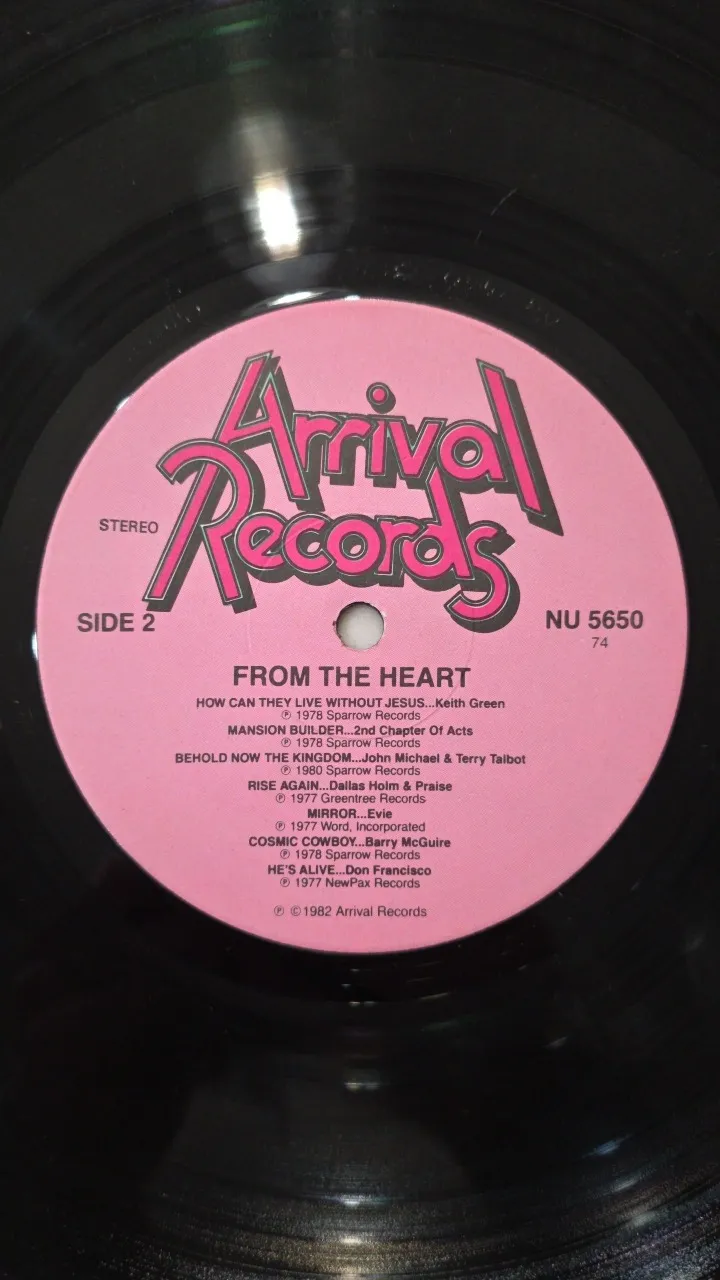 Arrival
Records
STEREO
SIDE 2
NU 5650
74
FROM THE HEART
HOW CAN THEY LIVE WITHOUT JESUS...Keith Green
℗ 1978 Sparrow Records
MANSION BUILDER...2nd Chapter Of Acts
℗ 1978 Sparrow Records
BEHOLD NOW THE KINGDOM...John Michael & Terry Talbot
℗ 1980 Sparrow Records
RISE AGAIN...Dallas Holm & Praise
℗ 1977 Greentree Records
MIRROR...Evie
℗ 1977 Word, Incorporated
COSMIC COWBOY...Barry McGuire
℗ 1978 Sparrow Records
HE'S ALIVE...Don Francisco
℗ 1977 NewPax Records
℗ ©1982 Arrival Records